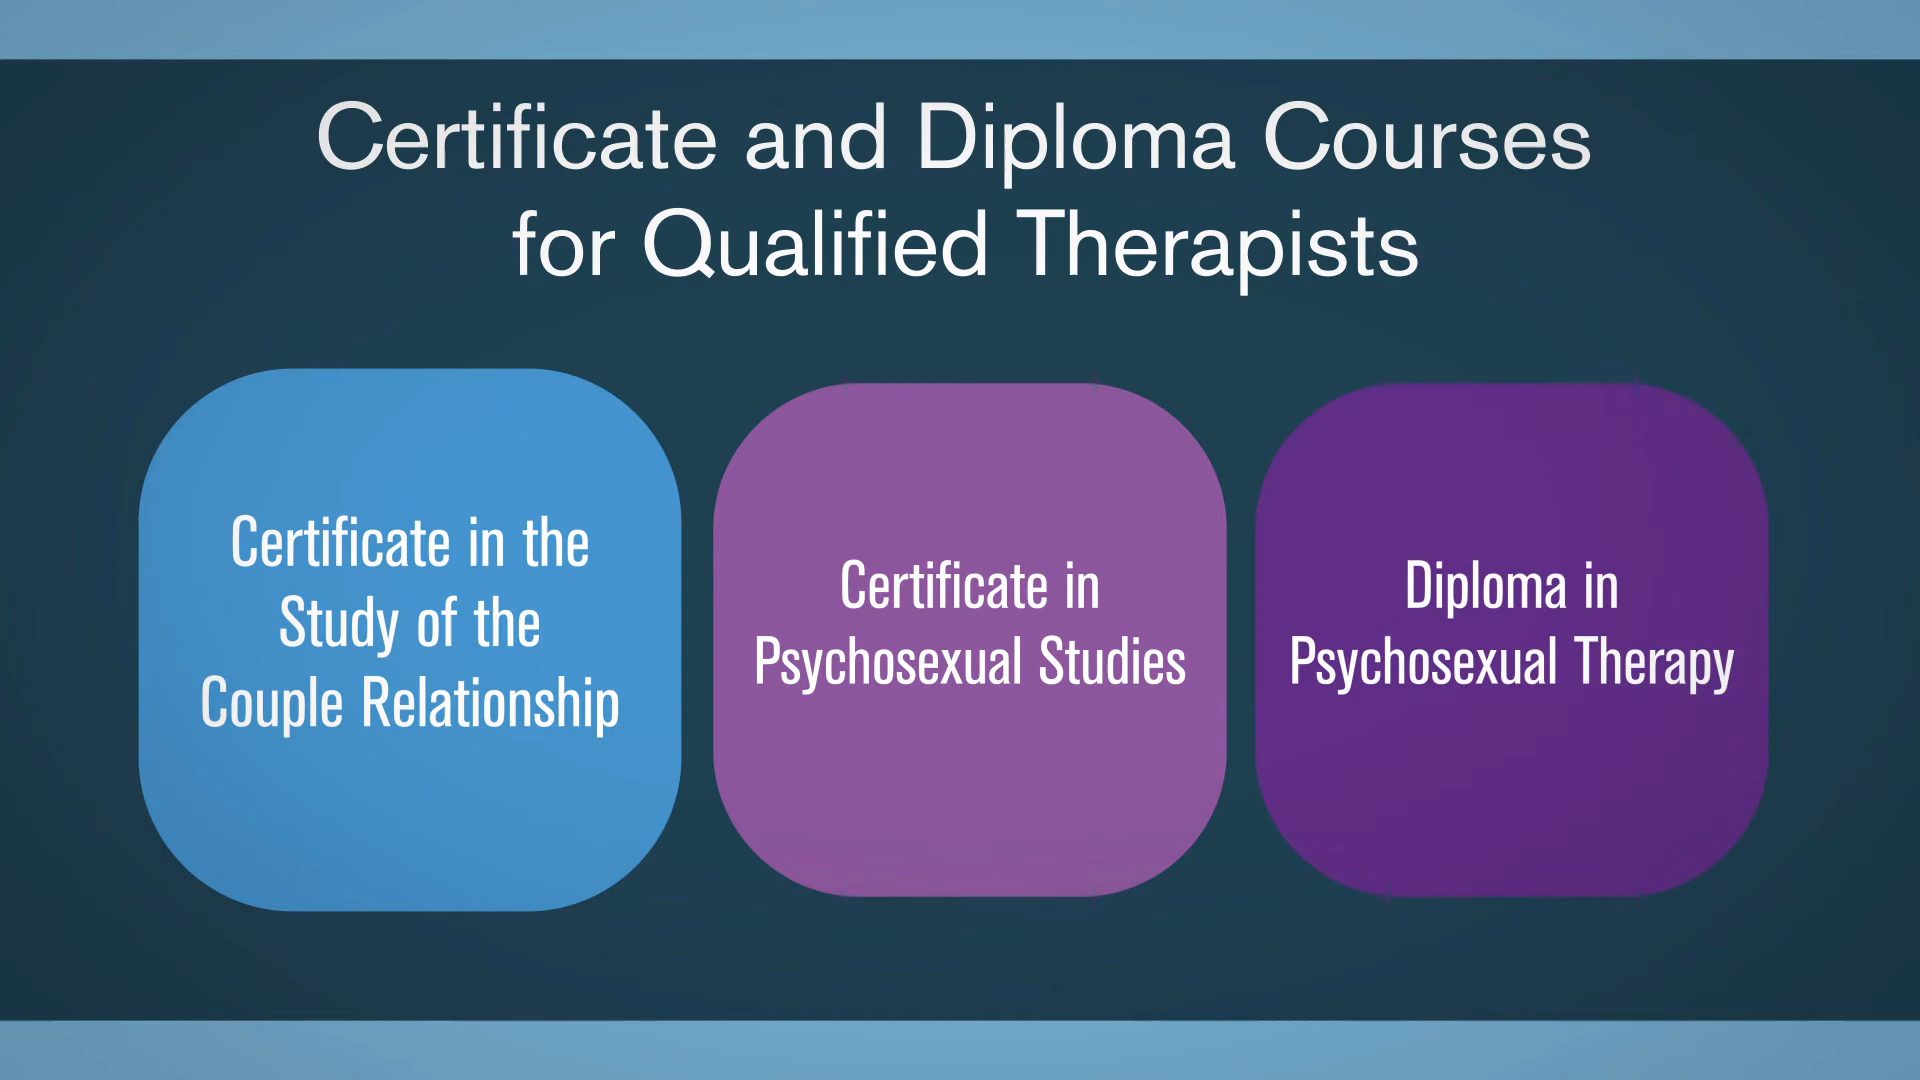 Certificate and Diploma Courses
for Qualified Therapists
Certificate in the
Study of the
Couple Relationship
Certificate in
Psychosexual Studies
Diploma in
Psychosexual Therapy